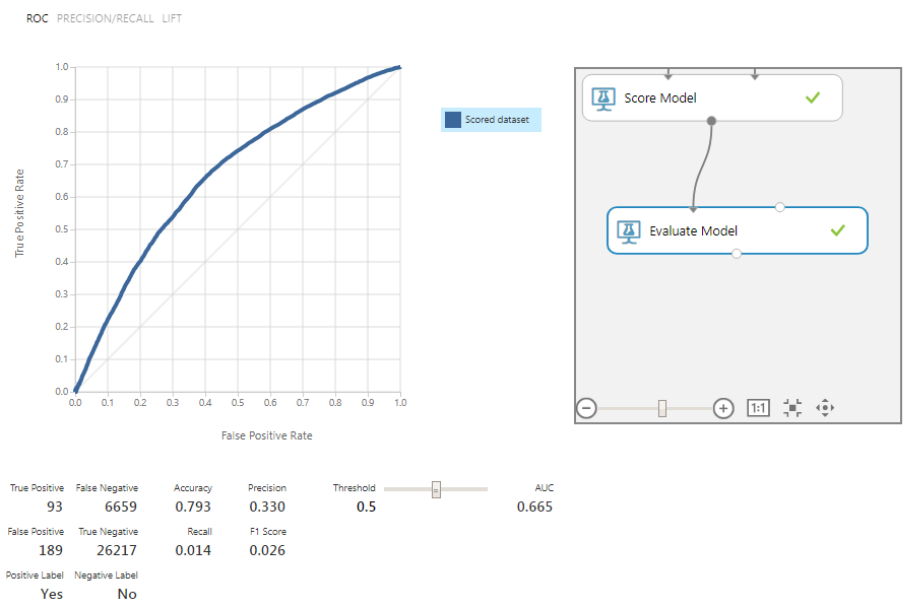 ROC PRECISION/RECALL LIFT
True Positive Rate
1.0
0.9
0.8
0.7
0.6
0.5
0.4
0.3
0.2
0.1
0.0
0.0 0.1 0.2 0.3 0.4 0.5 0.6 0.7 0.8 0.9 1.0
False Positive Rate
Scored dataset
Score Model
Evaluate Model
1:1
True Positive False Negative Accuracy Precision Threshold AUC
93 6659 0.793 0.330 0.5 0.665
False Positive True Negative Recall F1 Score
189 26217 0.014 0.026
Positive Label Negative Label
Yes No